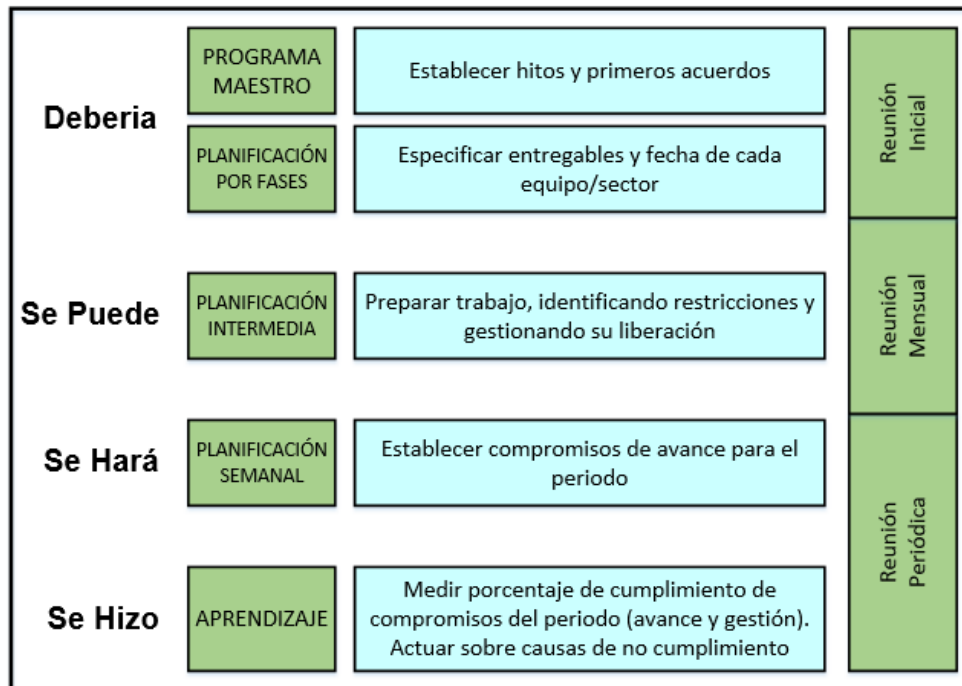 Deberia
PROGRAMA
MAESTRO
Establecer hitos y primeros acuerdos
PLANIFICACIÓN
POR FASES
Especificar entregables y fecha de cada
equipo/sector
Reunión
Inicial
Se Puede
PLANIFICACIÓN
INTERMEDIA
Preparar trabajo, identificando restricciones y
gestionando su liberación
Reunión
Mensual
Se Hará
PLANIFICACIÓN
SEMANAL
Establecer compromisos de avance para el
periodo
Se Hizo
APRENDIZAJE
Medir porcentaje de cumplimiento de
compromisos del periodo (avance y gestión).
Actuar sobre causas de no cumplimiento
Reunión
Periódica